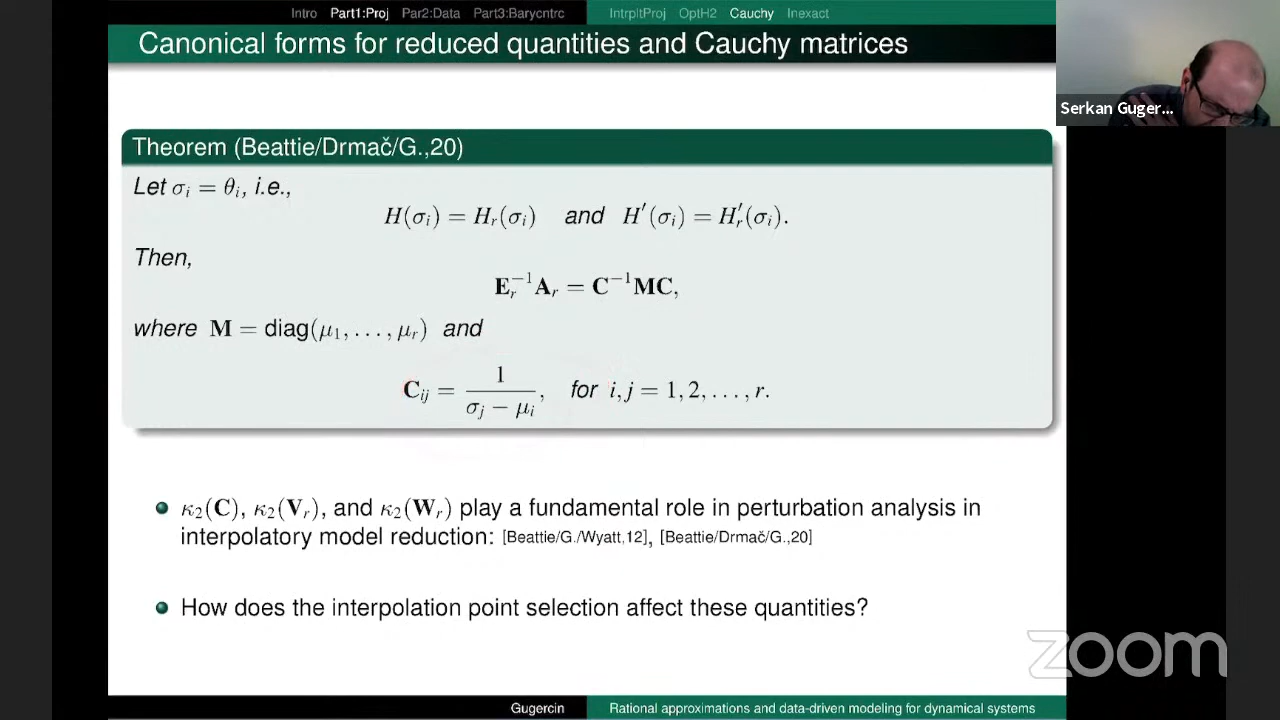 Intro Part1:Proj Par2:Data Part3:Barycntrc IntrpltProj OptH2 Cauchy Inexact
Canonical forms for reduced quantities and Cauchy matrices
Serkan Guger...
Theorem (Beattie/Drmač/G.,20)
Let σ_i = θ_i, i.e.,
H(σ_i) = H_r(σ_i) and H′(σ_i) = H′_r(σ_i).
Then,
E_r^{−1}A_r = C^{−1}MC,
where M = diag(μ_1, . . . , μ_r) and
C_{ij} = 1 / (σ_j − μ_i), for i, j = 1, 2, . . . , r.
κ_2(C), κ_2(V_r), and κ_2(W_r) play a fundamental role in perturbation analysis in
interpolatory model reduction: [Beattie/G./Wyatt,12], [Beattie/Drmač/G.,20]
How does the interpolation point selection affect these quantities?
zoom
Gugercin Rational approximations and data-driven modeling for dynamical systems